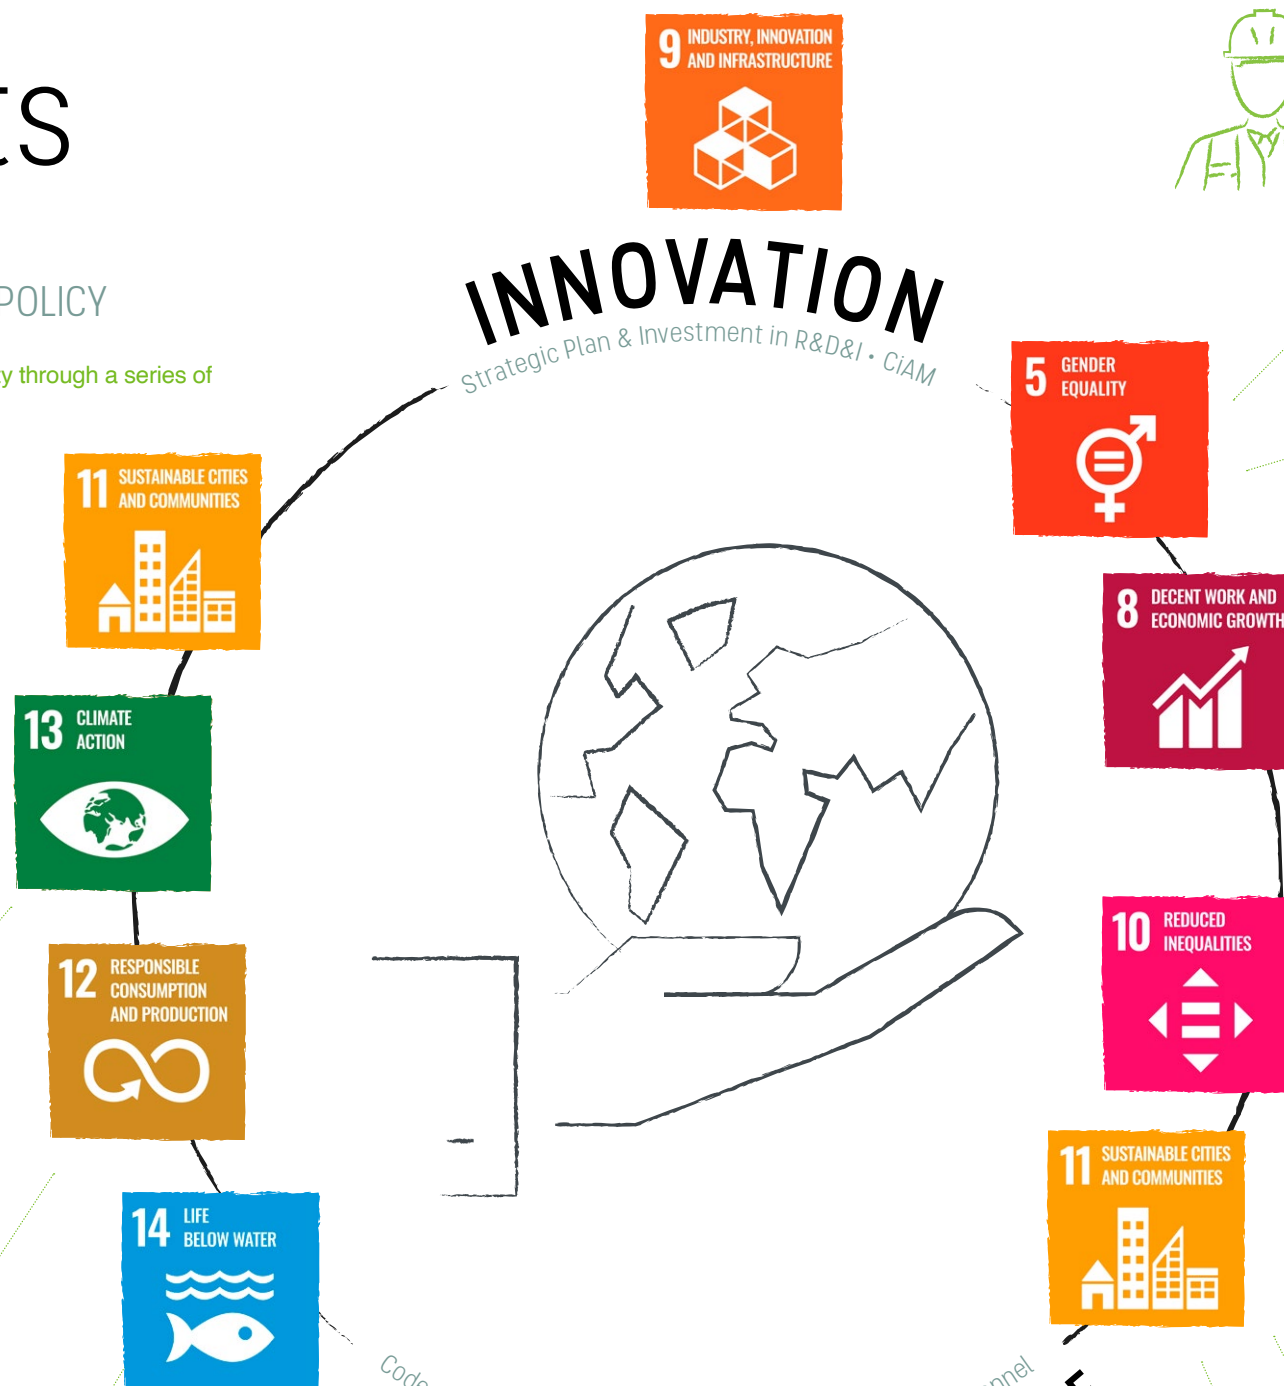 9 INDUSTRY, INNOVATION
AND INFRASTRUCTURE
INNOVATION
Strategic Plan & Investment in R&D&I • CiAM
POLICY
through a series of
5 GENDER
EQUALITY
11 SUSTAINABLE CITIES
AND COMMUNITIES
8 DECENT WORK AND
ECONOMIC GROWTH
13 CLIMATE
ACTION
10 REDUCED
INEQUALITIES
12 RESPONSIBLE
CONSUMPTION
AND PRODUCTION
11 SUSTAINABLE CITIES
AND COMMUNITIES
14 LIFE
BELOW WATER